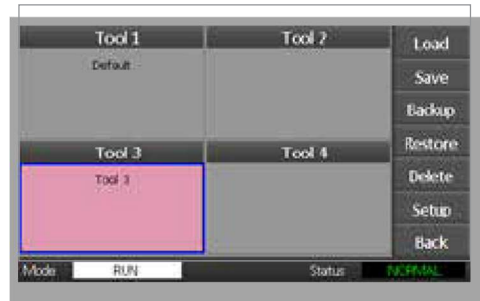 Tool 1
Tool 2
Default
Tool 3
Tool 4
Tool 3
Load
Save
Backup
Restore
Delete
Setup
Back
Mode RUN Status NORMAL